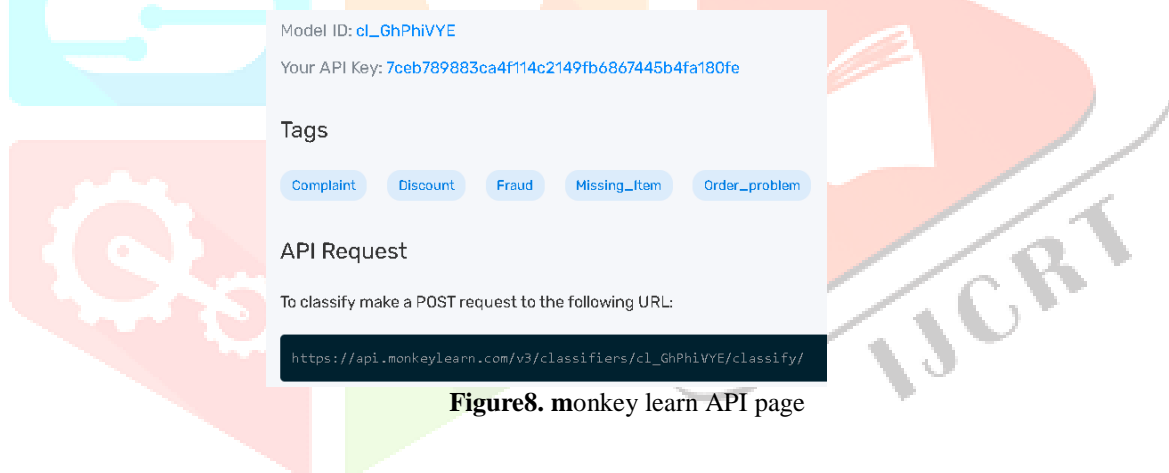 Model ID: cl_GhPhiVYE
Your API Key: 7ceb789883ca4f114c2149fb6867445b4fa180fe
Tags
Complaint Discount Fraud Missing_Item Order_problem
API Request
To classify make a POST request to the following URL:
https://api.monkeylearn.com/v3/classifiers/cl_GhPhiVYE/classify/
IJCRT
Figure8. monkey learn API page